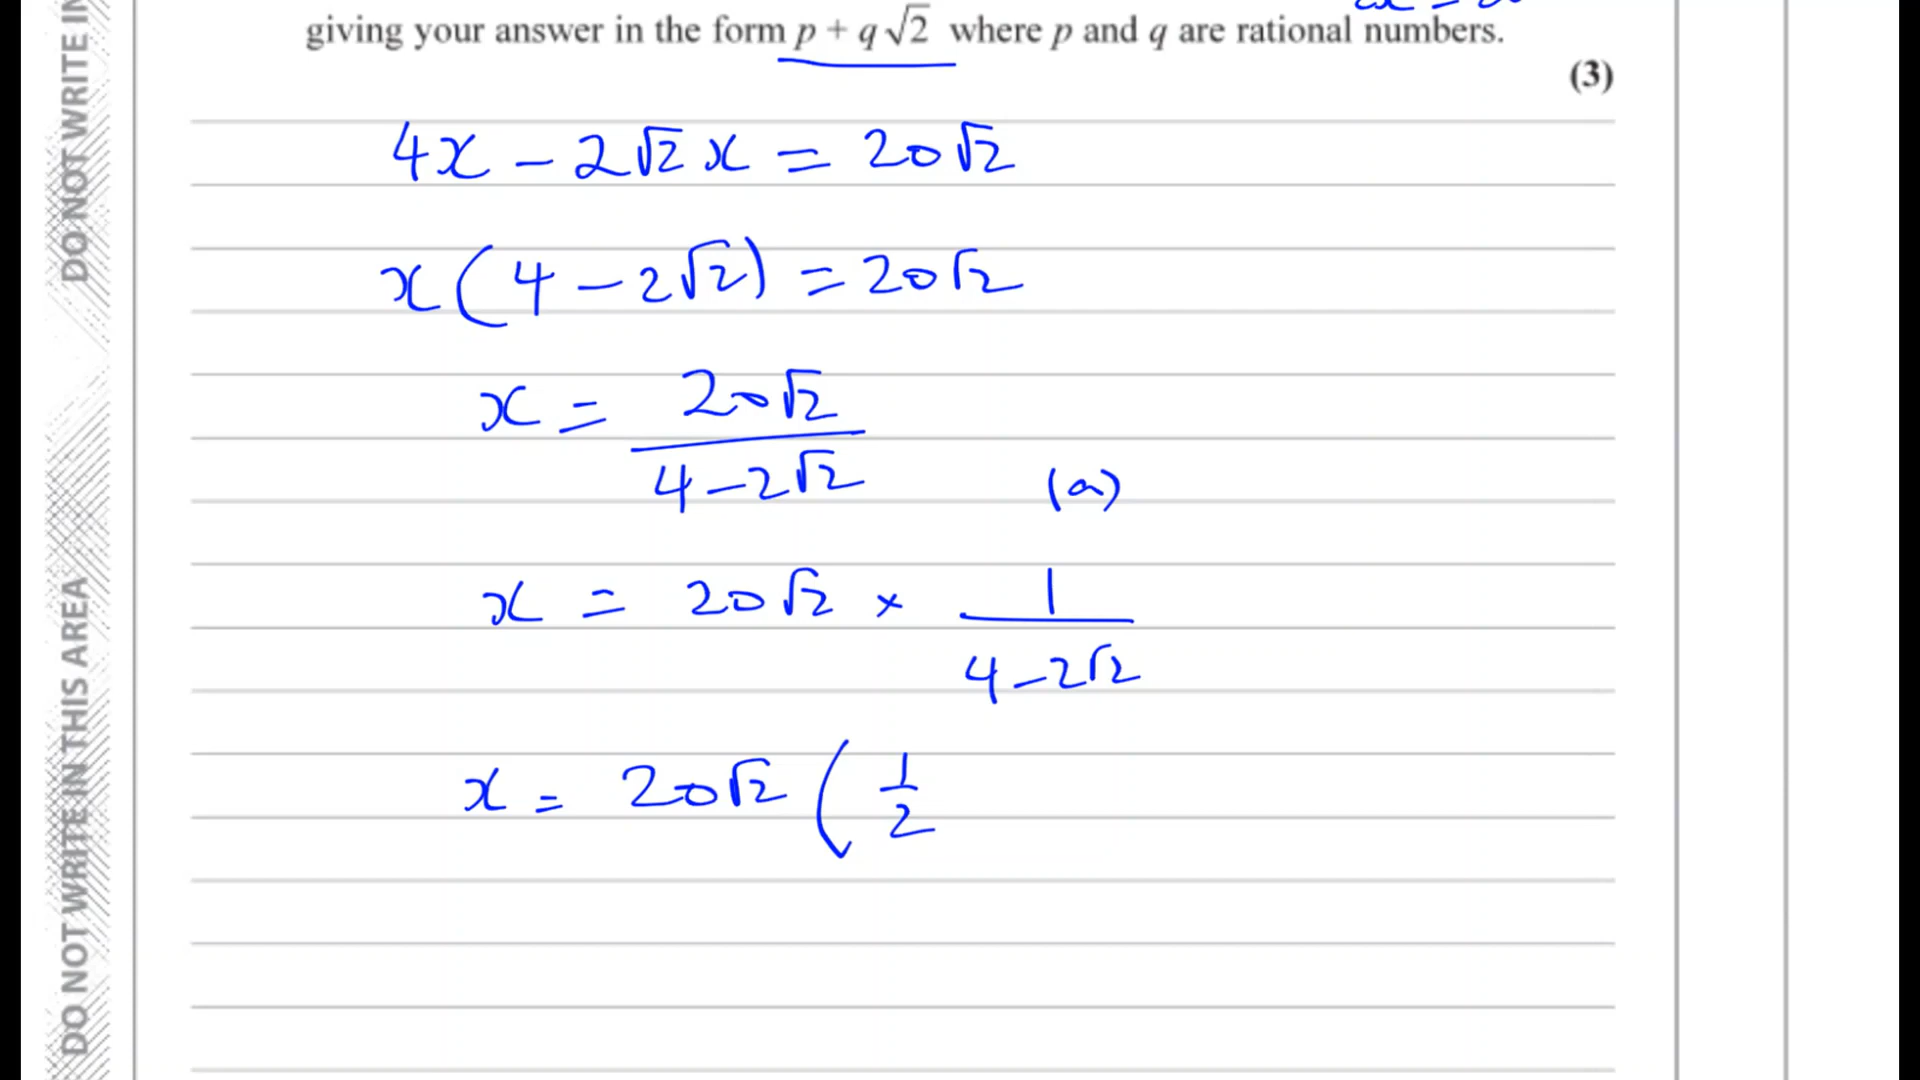 giving your answer in the form p + q√2 where p and q are rational numbers.
(3)
4x − 2√2 x = 20√2
x(4 − 2√2) = 20√2
x = 20√2 / 4 − 2√2 (a)
x = 20√2 × 1 / 4 − 2√2
x = 20√2 ( 1/2
DO NOT WRITE IN
DO NOT WRITE IN THIS AREA